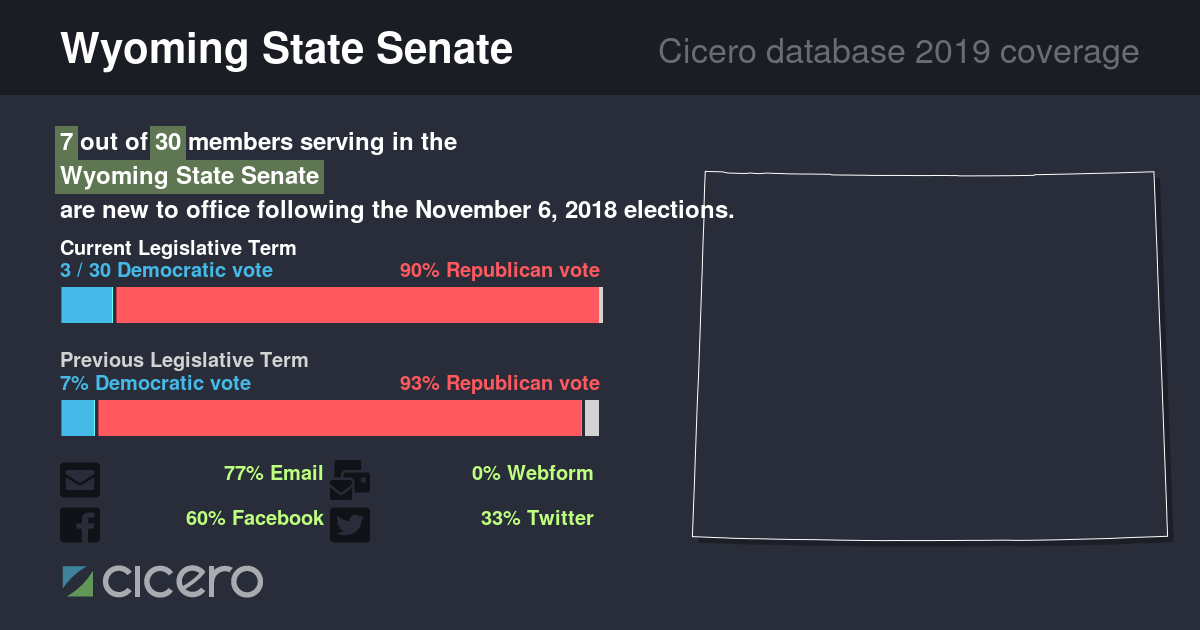 Wyoming State Senate
Cicero database 2019 coverage
7 out of 30 members serving in the
Wyoming State Senate
are new to office following the November 6, 2018 elections.
Current Legislative Term
3 / 30 Democratic vote
90% Republican vote
Previous Legislative Term
7% Democratic vote
93% Republican vote
77% Email
0% Webform
60% Facebook
33% Twitter
cicero